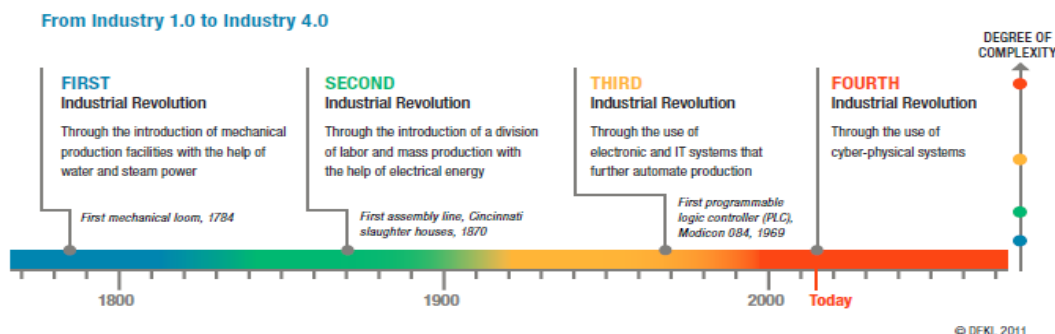 From Industry 1.0 to Industry 4.0
DEGREE OF
COMPLEXITY
FIRST
Industrial Revolution
Through the introduction of mechanical
production facilities with the help of
water and steam power
First mechanical loom, 1784
SECOND
Industrial Revolution
Through the introduction of a division
of labor and mass production with
the help of electrical energy
First assembly line, Cincinnati
slaughter houses, 1870
THIRD
Industrial Revolution
Through the use of
electronic and IT systems that
further automate production
First programmable
logic controller (PLC),
Modicon 084, 1969
FOURTH
Industrial Revolution
Through the use of
cyber-physical systems
1800
1900
2000
Today
© DFKI, 2011